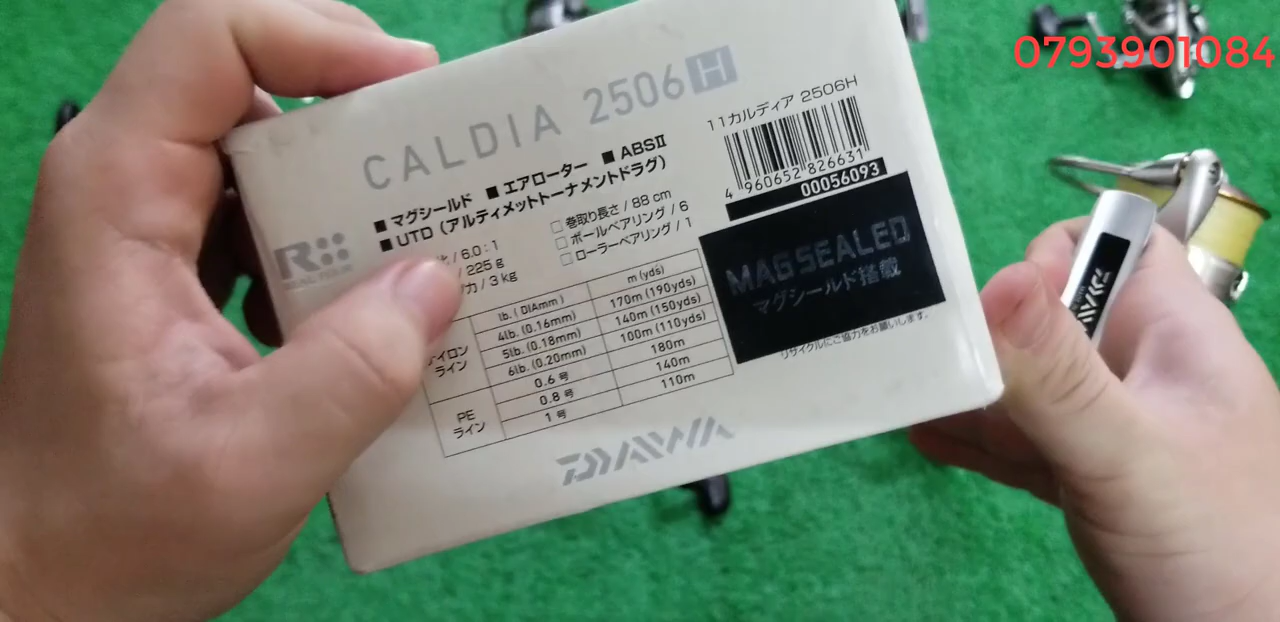 0793901084
CALDIA 2506H
11カルディア 2506H
■ マグシールド ■ エアローター ■ ABSⅡ
■ UTD (アルティメットトーナメントドラグ)
4 960652 826631
00056093
比 / 6.0:1
/ 225 g
力 / 3 kg
□ 巻取り長さ / 88 cm
□ ボールベアリング / 6
□ ローラーベアリング / 1
R
MAGSEALED
マグシールド搭載
リサイクルにご協力をお願いします。
lb. ( DIAmm ) m (yds)
イロン
ライン
4lb. (0.16mm) 170m (190yds)
5lb. (0.18mm) 140m (150yds)
6lb. (0.20mm) 100m (110yds)
PE
ライン
0.6 号 180m
0.8 号 140m
1 号 110m
DAIWA
DAIWA